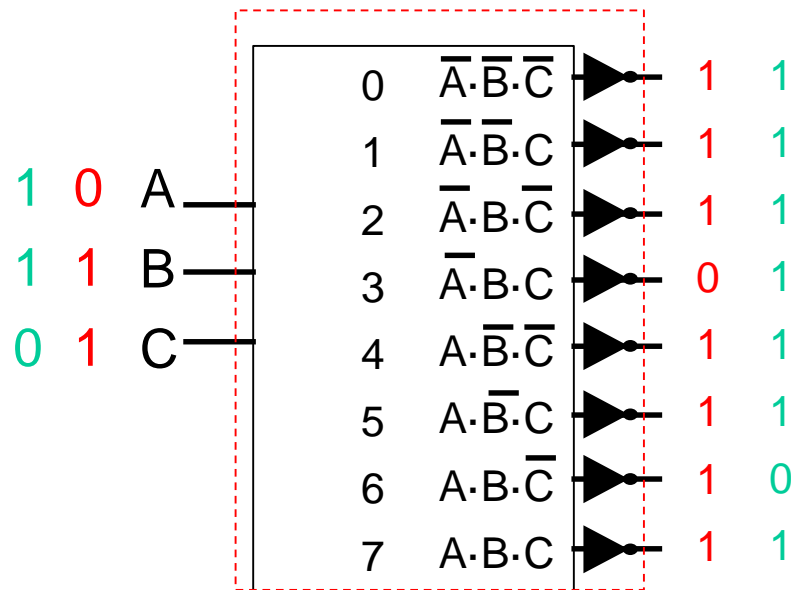 0 A̅·B̅·C̅ 1 1
1 A̅·B̅·C 1 1
1 0 A
2 A̅·B·C̅ 1 1
1 1 B
3 A̅·B·C 0 1
0 1 C
4 A·B̅·C̅ 1 1
5 A·B̅·C 1 1
6 A·B·C̅ 1 0
7 A·B·C 1 1